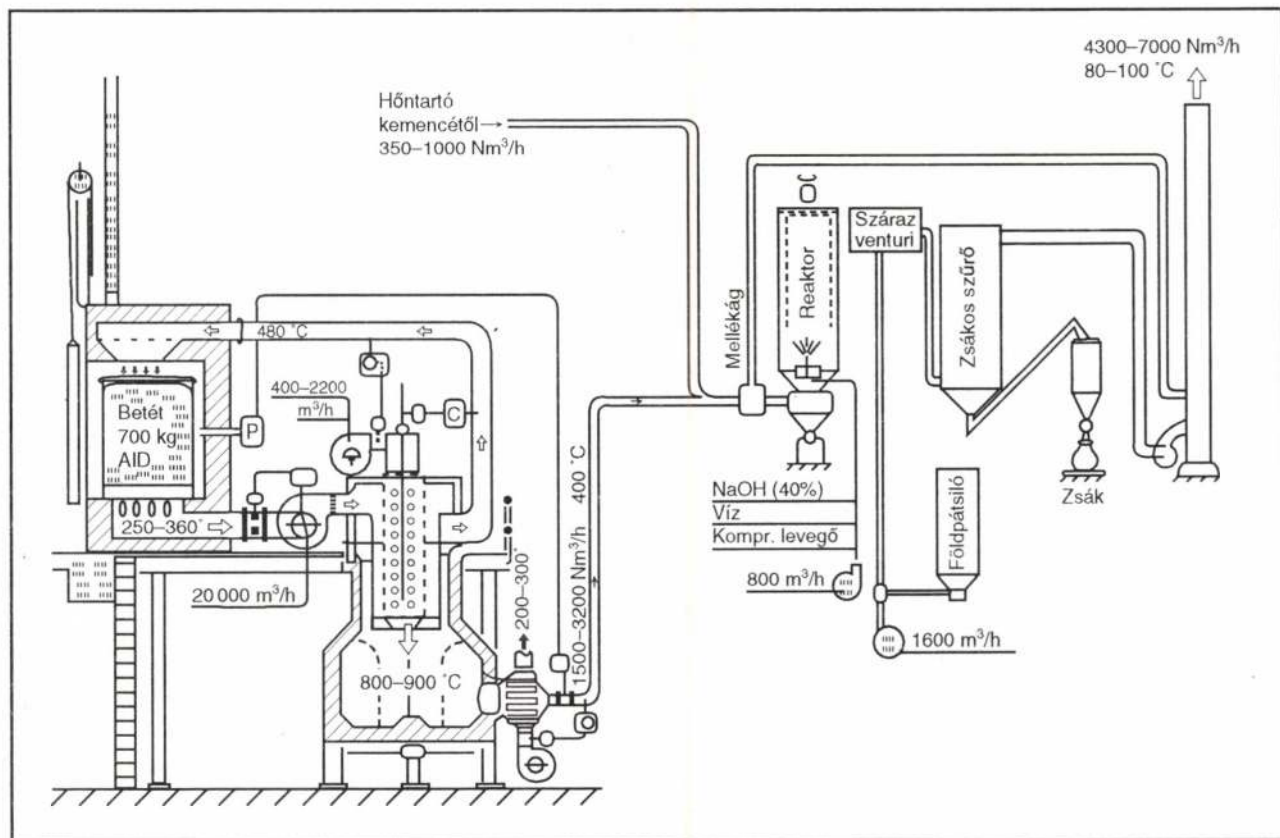 4300–7000 Nm³/h
80–100 °C
Hőntartó
kemencétől→
350–1000 Nm³/h
Száraz
venturi
Reaktor
Zsákos szűrő
Mellékág
480 °C
400–2200
m³/h
C
Betét
700 kg
AID
P
250–360°
20 000 m³/h
200–300°
1500–3200 Nm³/h 400 °C
800–900 °C
NaOH (40%)
Víz
Kompr. levegő
800 m³/h
Zsák
Földpátsiló
1600 m³/h